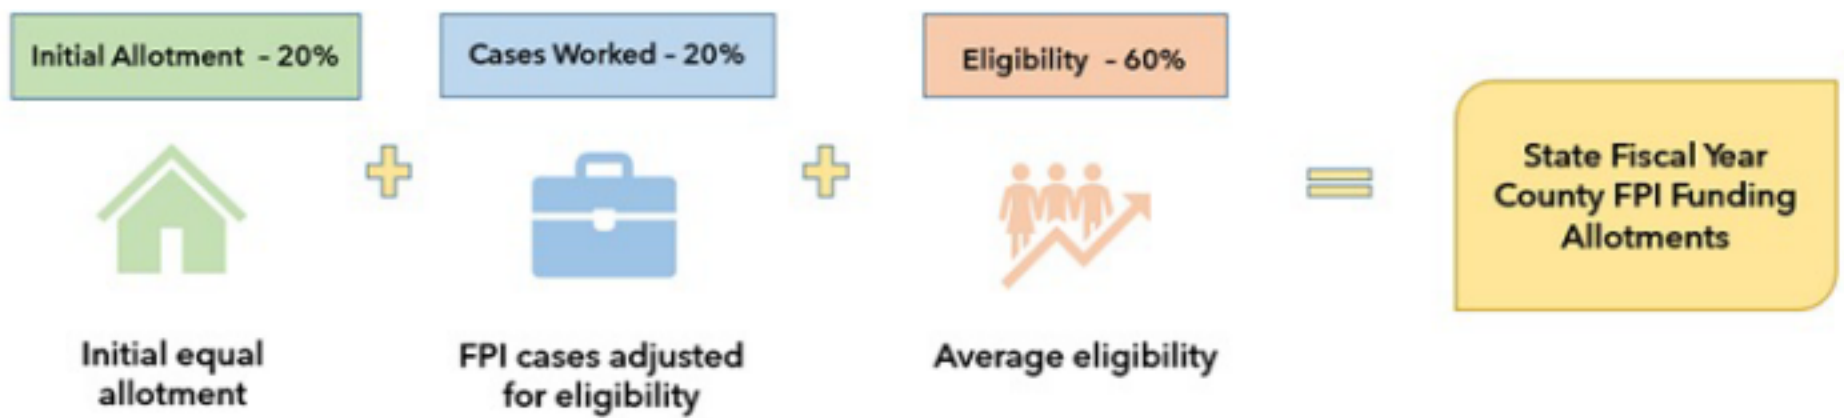 Initial Allotment - 20%
Cases Worked - 20%
Eligibility - 60%
State Fiscal Year
County FPI Funding
Allotments
Initial equal
allotment
FPI cases adjusted
for eligibility
Average eligibility